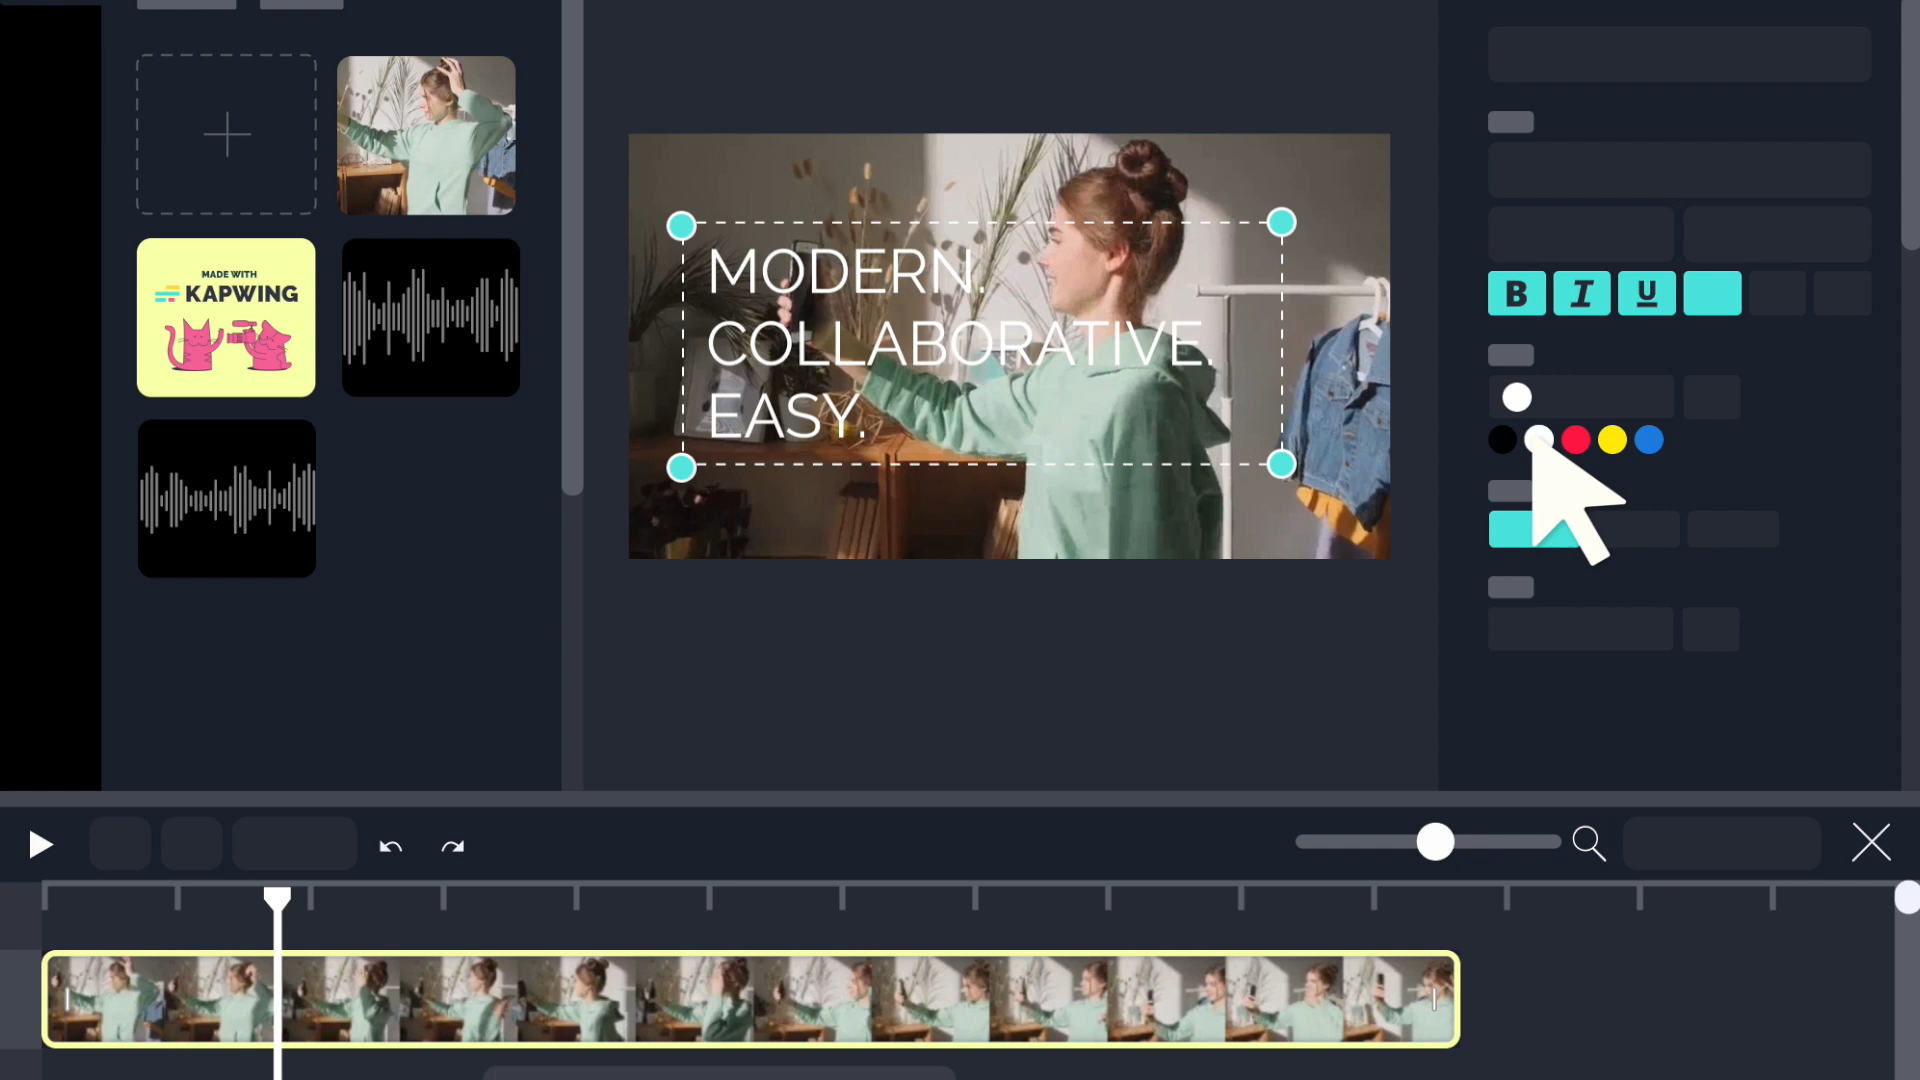 MADE WITH
KAPWING
MODERN.
COLLABORATIVE.
EASY.
B I U